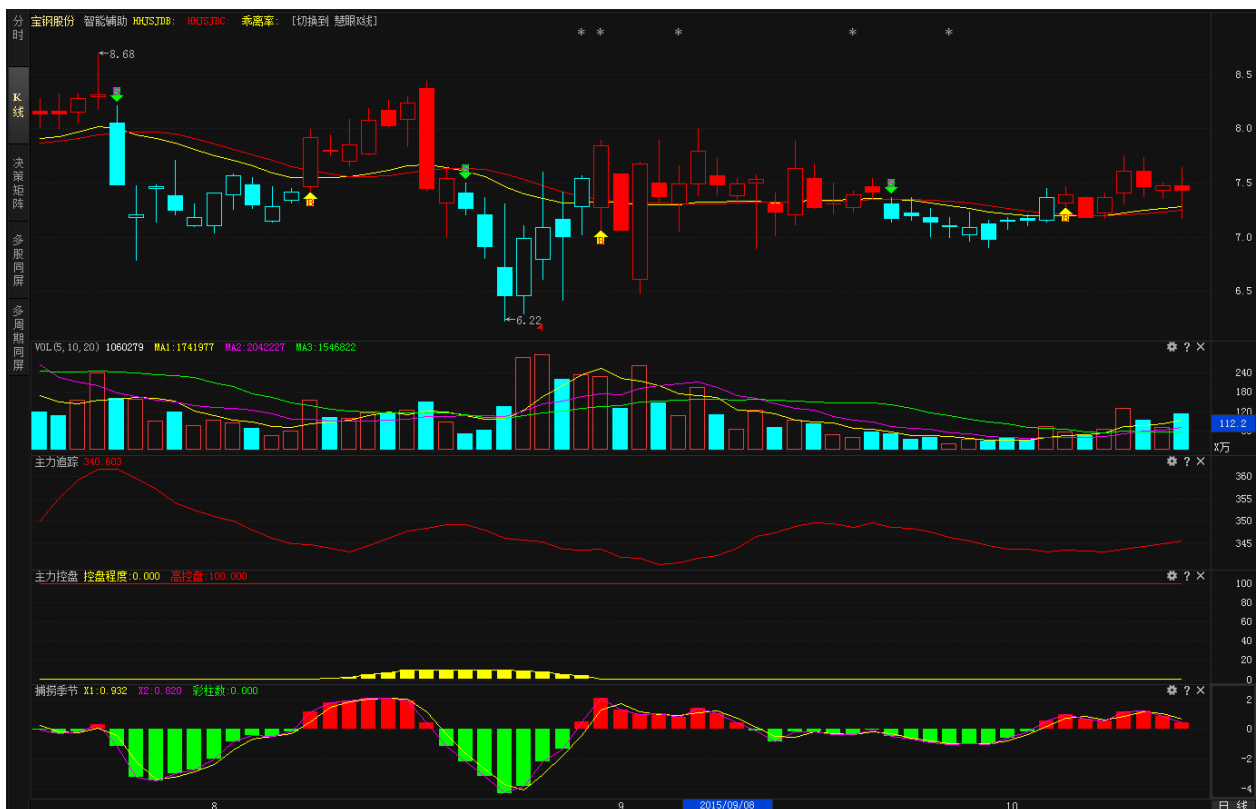 分时
K线
决策矩阵
多股同屏
多周期同屏
宝钢股份 智能辅助 HHJSJDB: HHJSJDC: 乖离率: [切换到 慧眼K线]
* * * * *
←8.68
←6.22
8.5
8.0
7.5
7.0
6.5
VOL(5,10,20) 1060279 MA1:1741977 MA2:2042227 MA3:1546822
? ×
240
180
120
112.2
X万
主力追踪 340.603
? ×
360
355
350
345
主力控盘 控盘程度:0.000 高控盘:100.000
? ×
100
80
60
40
20
0
捕捞季节 X1:0.932 X2:0.820 彩柱数:0.000
? ×
2
0
-2
-4
8 9 2015/09/08 10 日 线